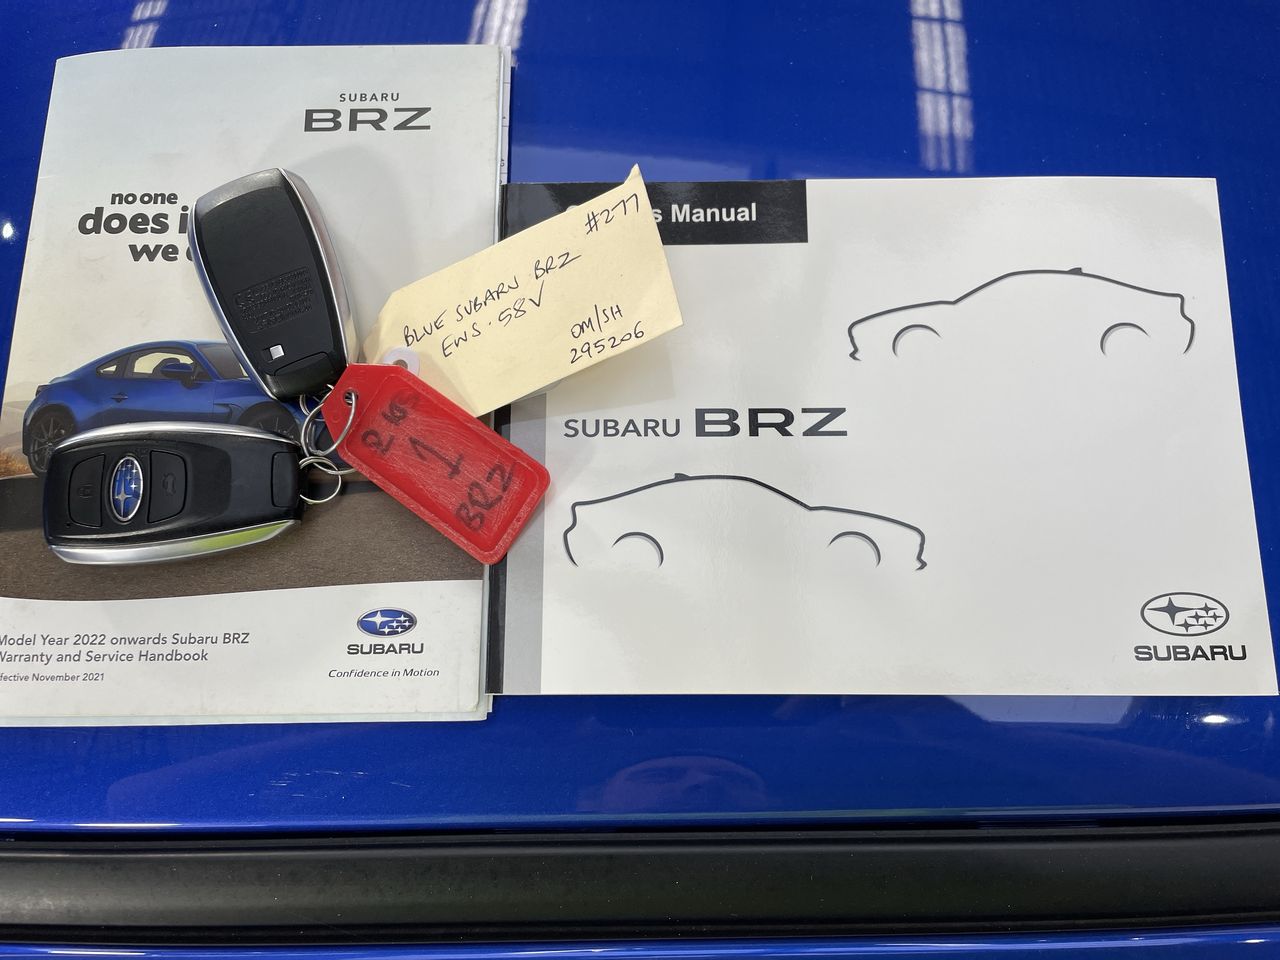 SUBARU
BRZ
no one
does i
we
Model Year 2022 onwards Subaru BRZ
Warranty and Service Handbook
ffective November 2021
SUBARU
Confidence in Motion
#277
BLUE SUBARU BRZ
EWS·58V
OM/SH
295206
1
BRZ
s Manual
SUBARU BRZ
SUBARU